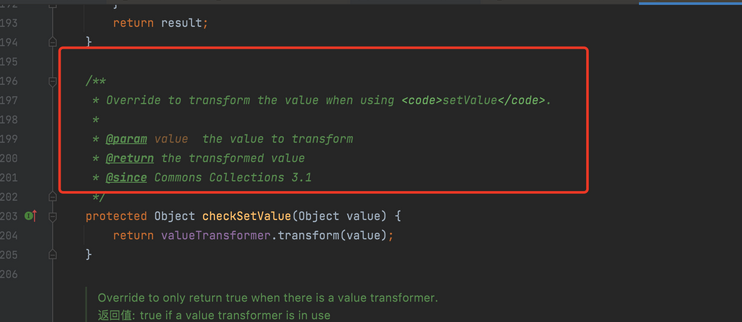 192 }
193 return result;
194 }
195
196 /**
197 * Override to transform the value when using <code>setValue</code>.
198 *
199 * @param value  the value to transform
200 * @return the transformed value
201 * @since Commons Collections 3.1
202 */
203 protected Object checkSetValue(Object value) {
204 return valueTransformer.transform(value);
205 }
206
Override to only return true when there is a value transformer.
返回值: true if a value transformer is in use